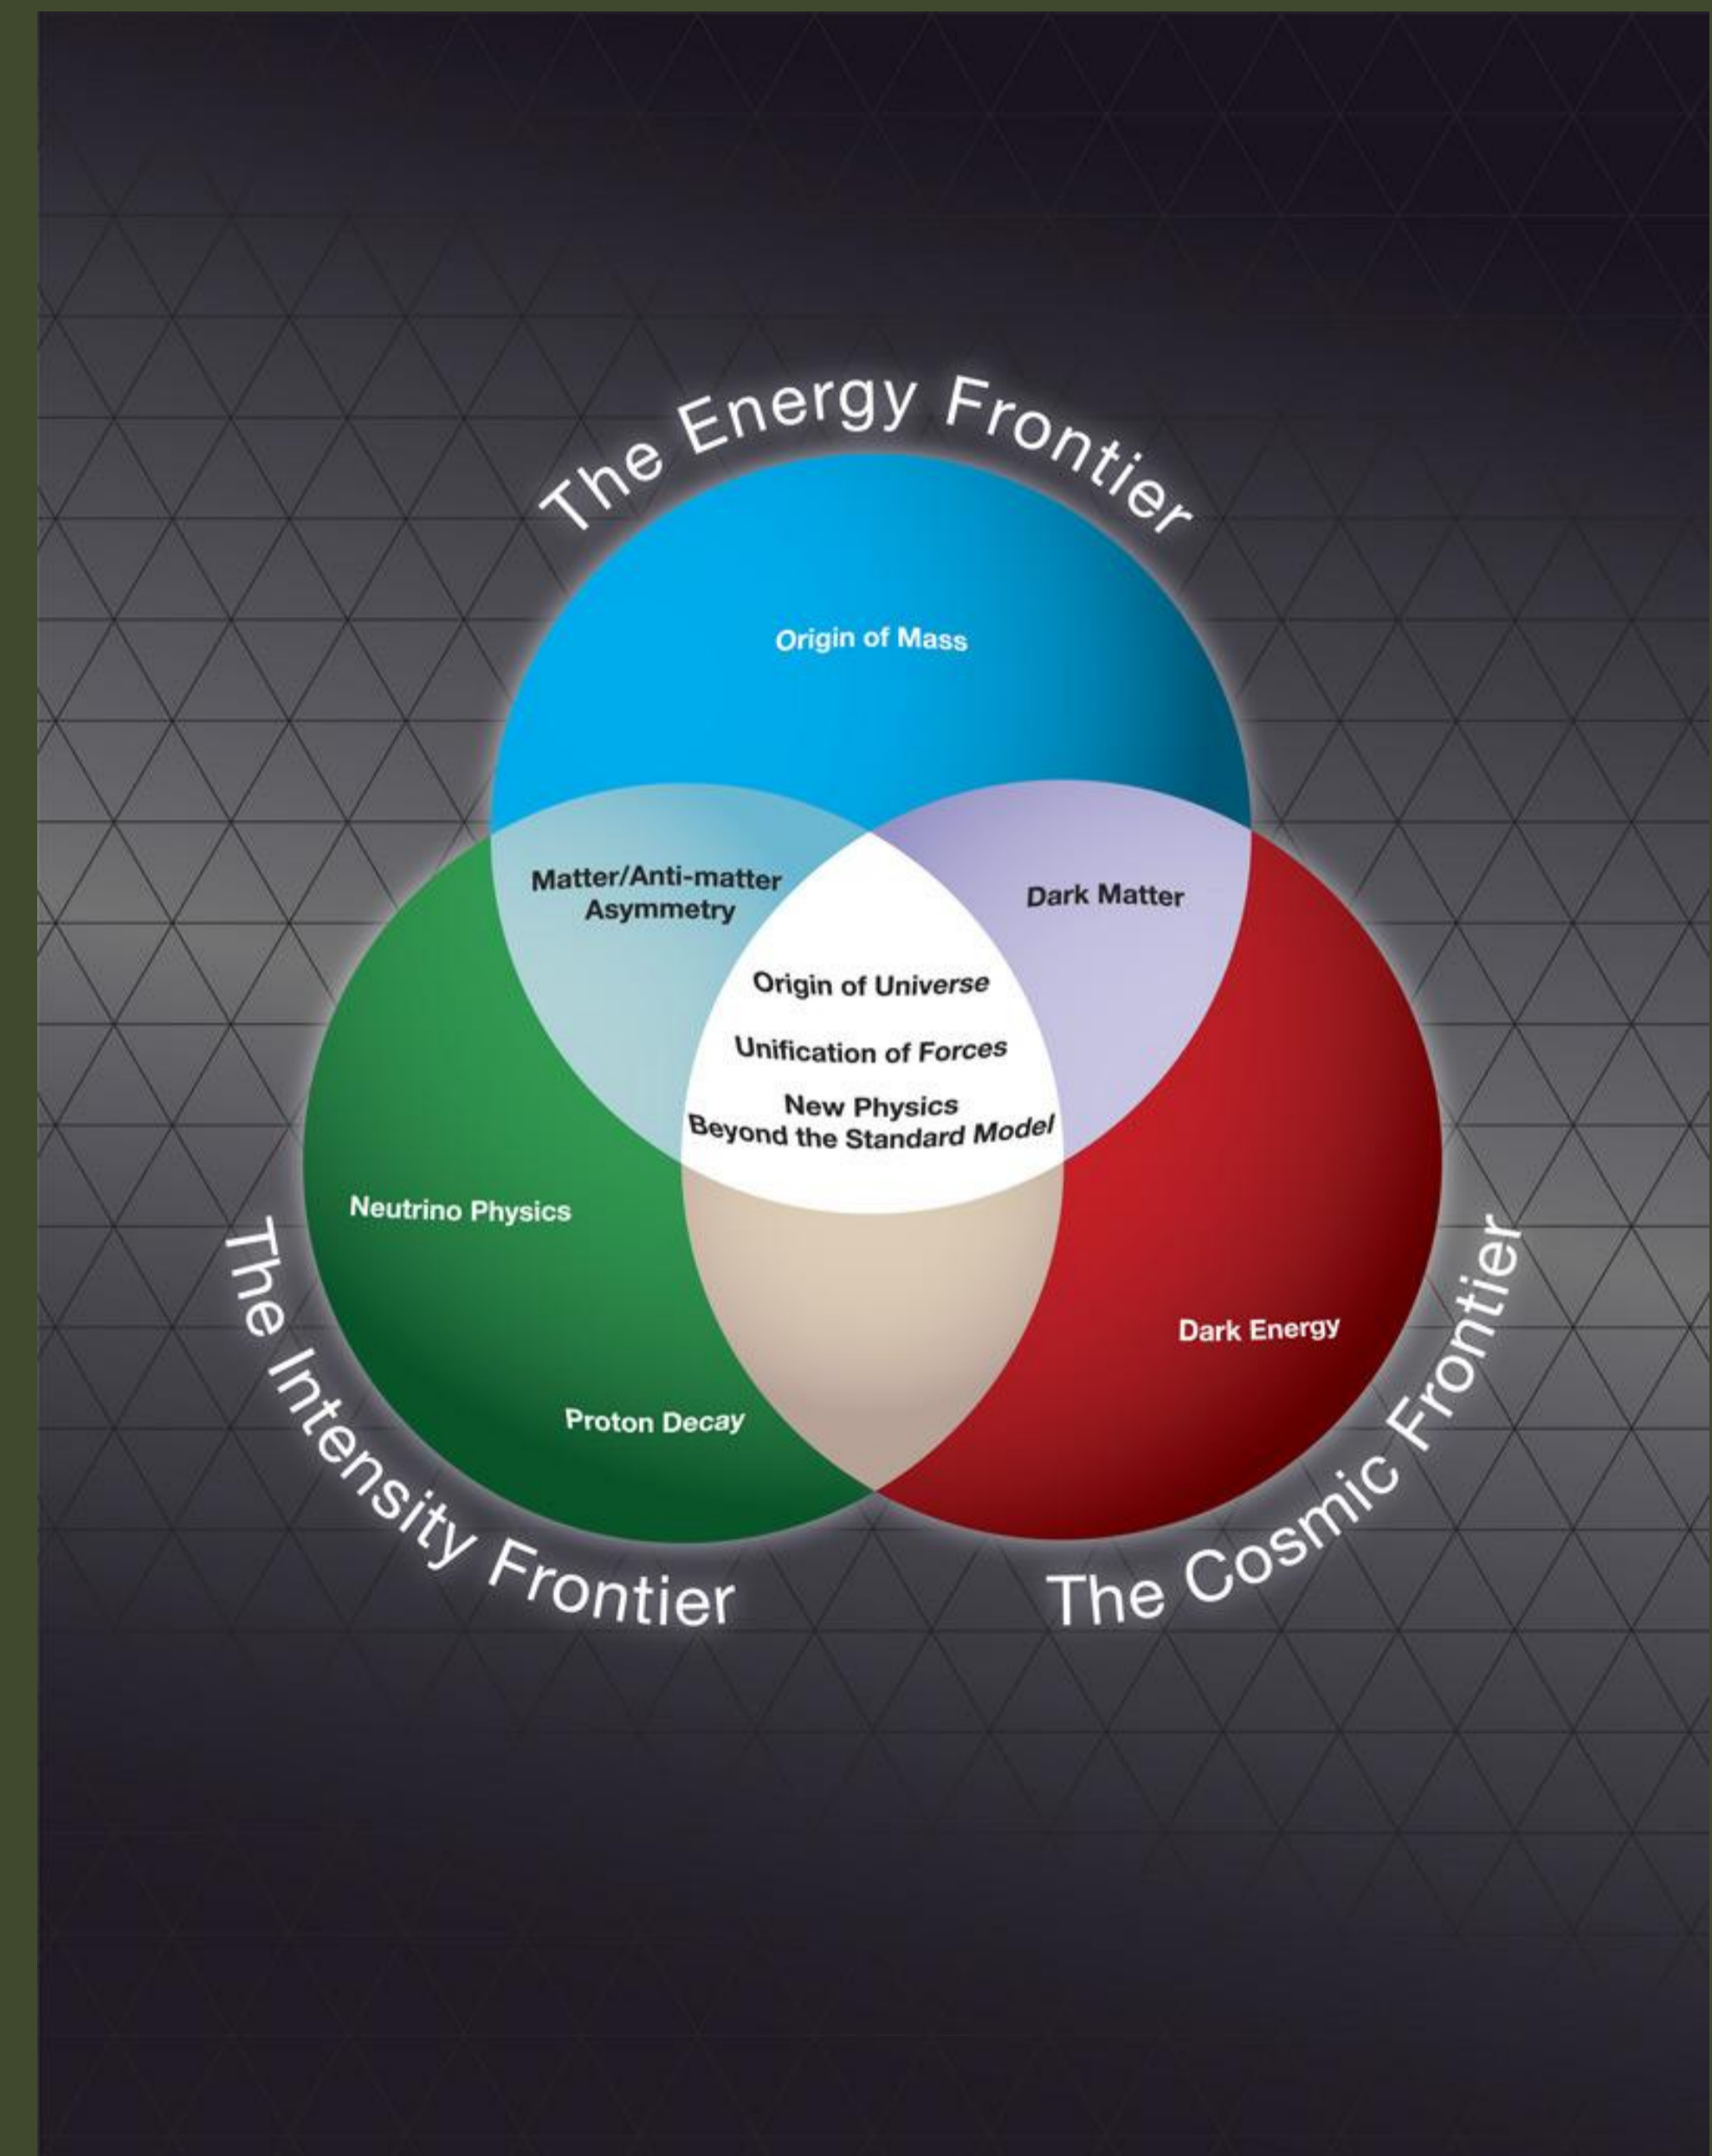 The Energy Frontier
Origin of Mass
Matter/Anti-matter
Asymmetry
Dark Matter
Origin of Universe
Unification of Forces
New Physics
Beyond the Standard Model
Neutrino Physics
Dark Energy
Proton Decay
The Intensity Frontier
The Cosmic Frontier